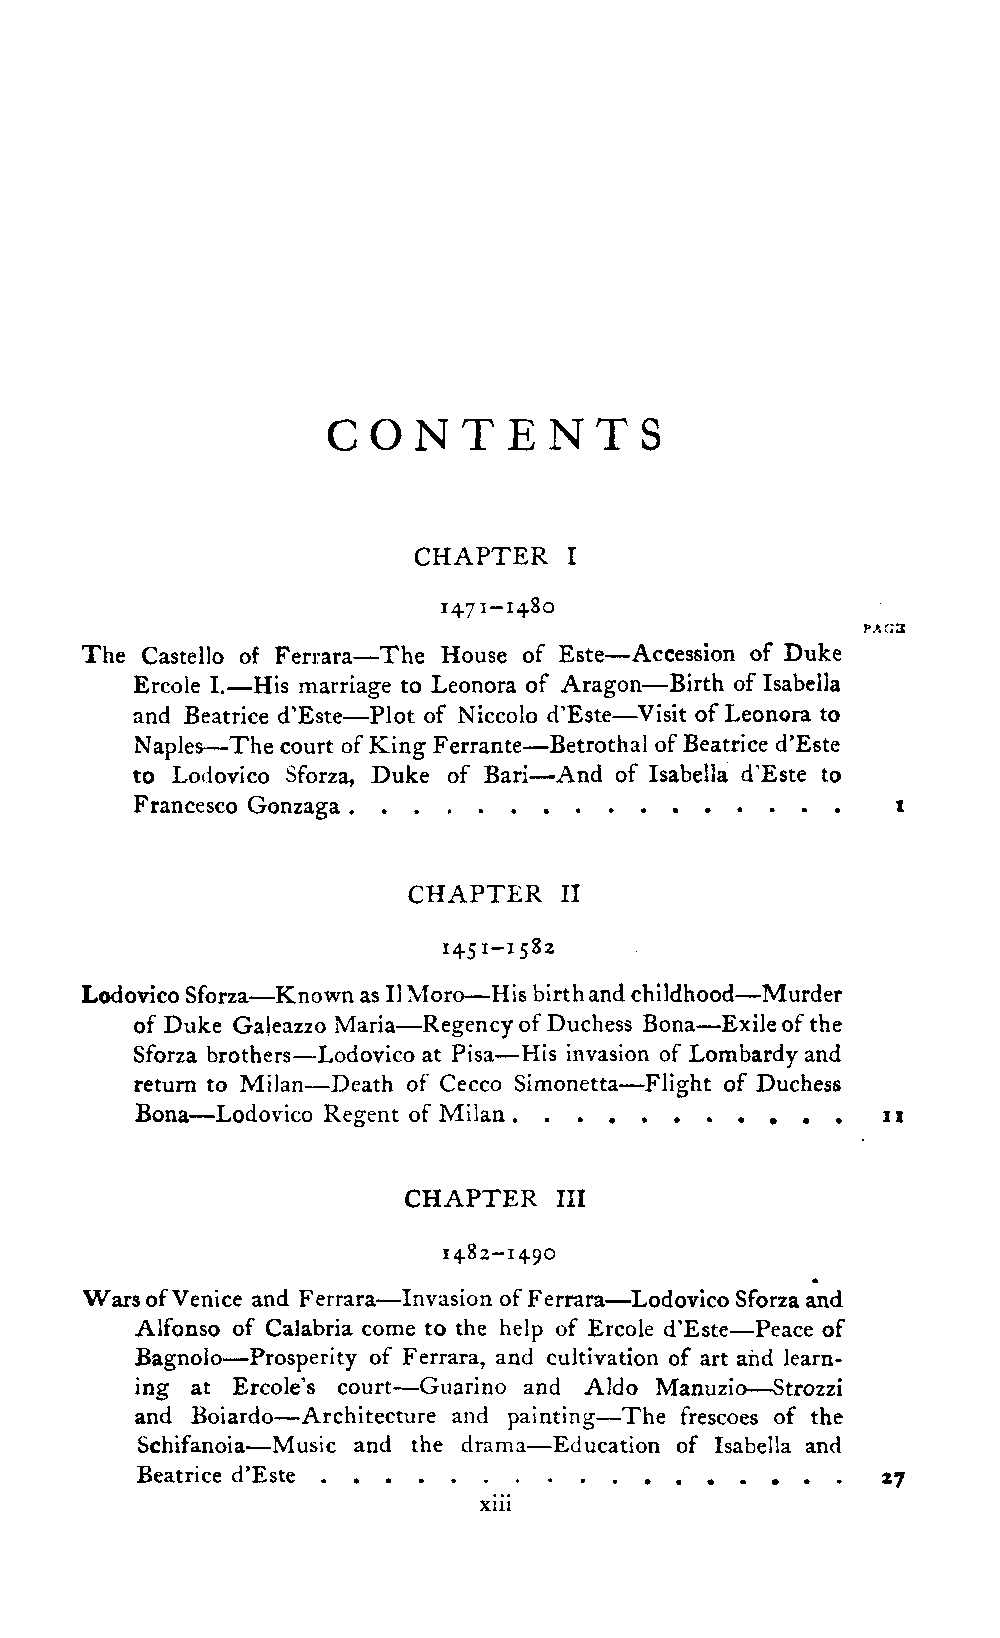 CONTENTS
CHAPTER I
1471–1480
PAGE
The Castello of Ferrara—The House of Este—Accession of Duke
Ercole I.—His marriage to Leonora of Aragon—Birth of Isabella
and Beatrice d'Este—Plot of Niccolo d'Este—Visit of Leonora to
Naples—The court of King Ferrante—Betrothal of Beatrice d'Este
to Lodovico Sforza, Duke of Bari—And of Isabella d'Este to
Francesco Gonzaga . . . . . . . . . . . . . . . . 1
CHAPTER II
1451–1582
Lodovico Sforza—Known as Il Moro—His birth and childhood—Murder
of Duke Galeazzo Maria—Regency of Duchess Bona—Exile of the
Sforza brothers—Lodovico at Pisa—His invasion of Lombardy and
return to Milan—Death of Cecco Simonetta—Flight of Duchess
Bona—Lodovico Regent of Milan . . . . . . . . . . . 11
CHAPTER III
1482–1490
Wars of Venice and Ferrara—Invasion of Ferrara—Lodovico Sforza and
Alfonso of Calabria come to the help of Ercole d'Este—Peace of
Bagnolo—Prosperity of Ferrara, and cultivation of art and learn-
ing at Ercole's court—Guarino and Aldo Manuzio—Strozzi
and Boiardo—Architecture and painting—The frescoes of the
Schifanoia—Music and the drama—Education of Isabella and
Beatrice d'Este . . . . . . . . . . . . . . . . . 27
xiii